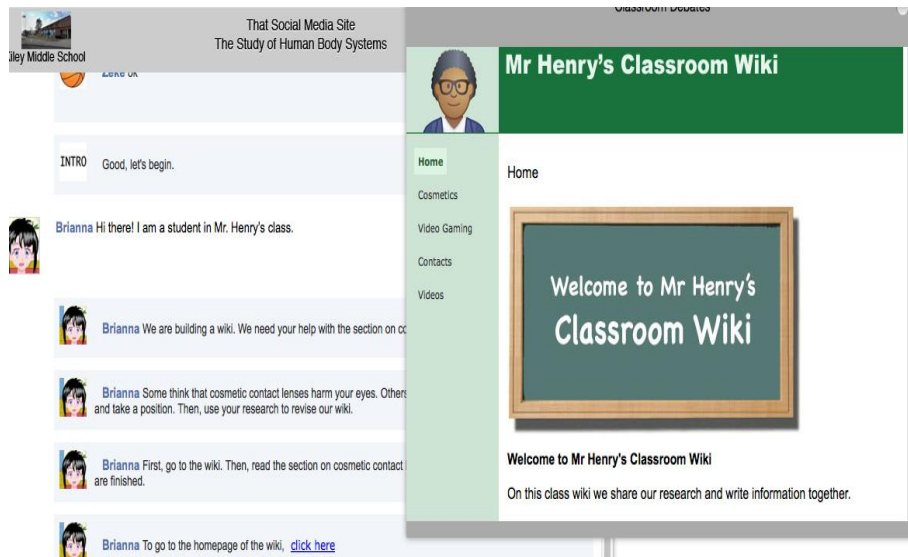 That Social Media Site
The Study of Human Body Systems
Middle School
Zeke ok
INTRO
Good, let's begin.
Brianna Hi there! I am a student in Mr. Henry's class.
Brianna We are building a wiki. We need your help with the section on
Brianna Some think that cosmetic contact lenses harm your eyes.
and take a position. Then, use your research to revise our wiki.
Brianna First, go to the wiki. Then, read the section on cosmetic contact
are finished.
Brianna To go to the homepage of the wiki, click here
Classroom Debates
Mr Henry's Classroom Wiki
Home
Cosmetics
Video Gaming
Contacts
Videos
Home
Welcome to Mr Henry's
Classroom Wiki
Welcome to Mr Henry's Classroom Wiki
On this class wiki we share our research and write information together.